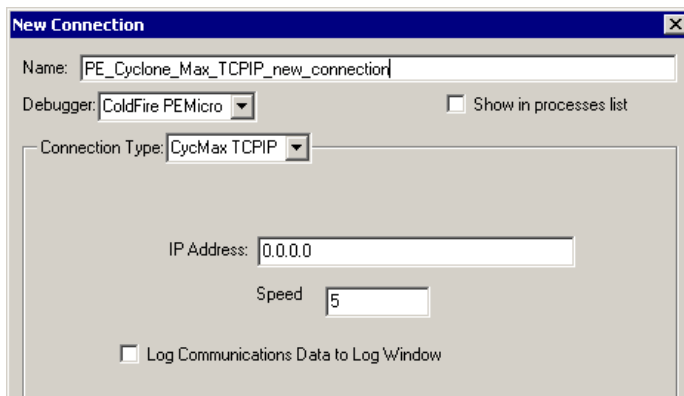 New Connection
Name: PE_Cyclone_Max_TCPIP_new_connection
Debugger: ColdFire PEMicro Show in processes list
Connection Type: CycMax TCPIP
IP Address: 0.0.0.0
Speed 5
Log Communications Data to Log Window